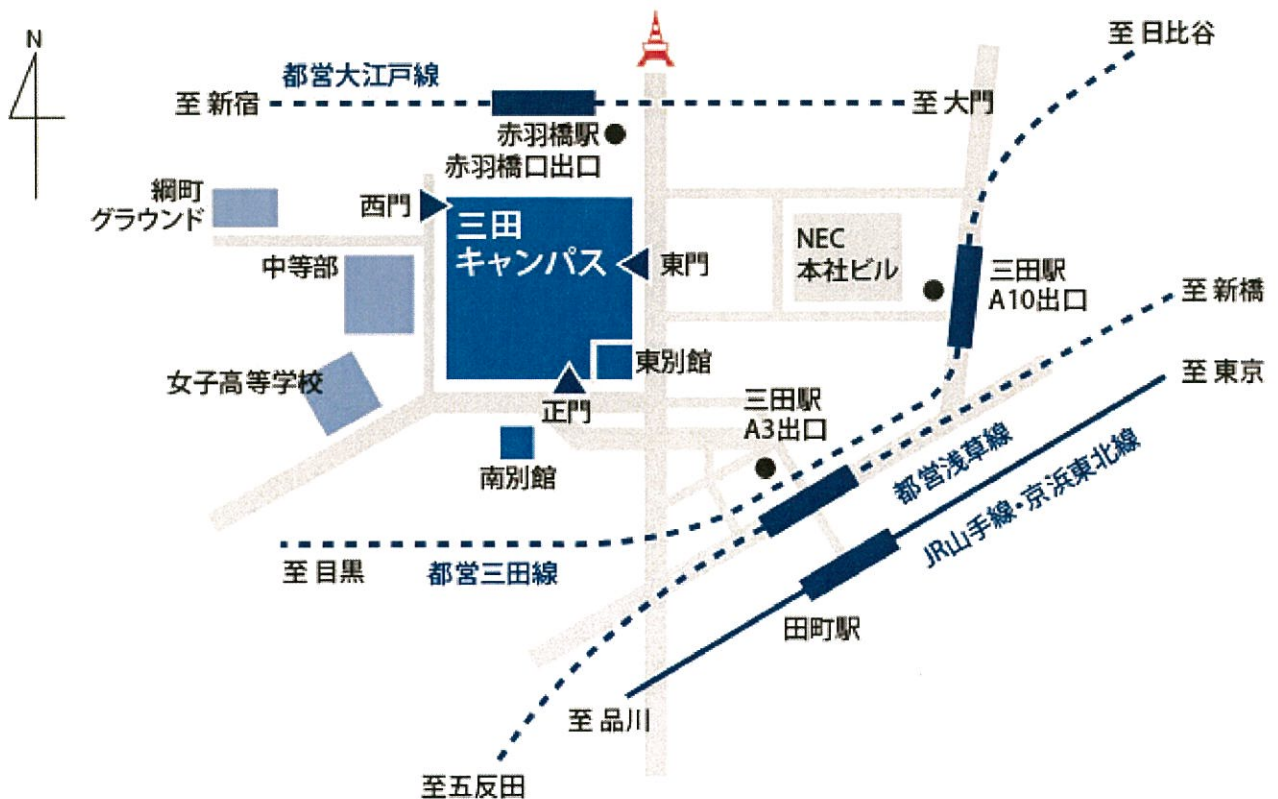 N
至 日比谷
都営大江戸線
至 新宿
至 大門
赤羽橋駅
赤羽橋口出口
綱町
グラウンド
西門
三田
キャンパス
東門
NEC
本社ビル
三田駅
A10出口
中等部
至 新橋
東別館
女子高等学校
正門
三田駅
A3出口
至 東京
南別館
都営浅草線
JR山手線・京浜東北線
至 目黒
都営三田線
田町駅
至 品川
至五反田